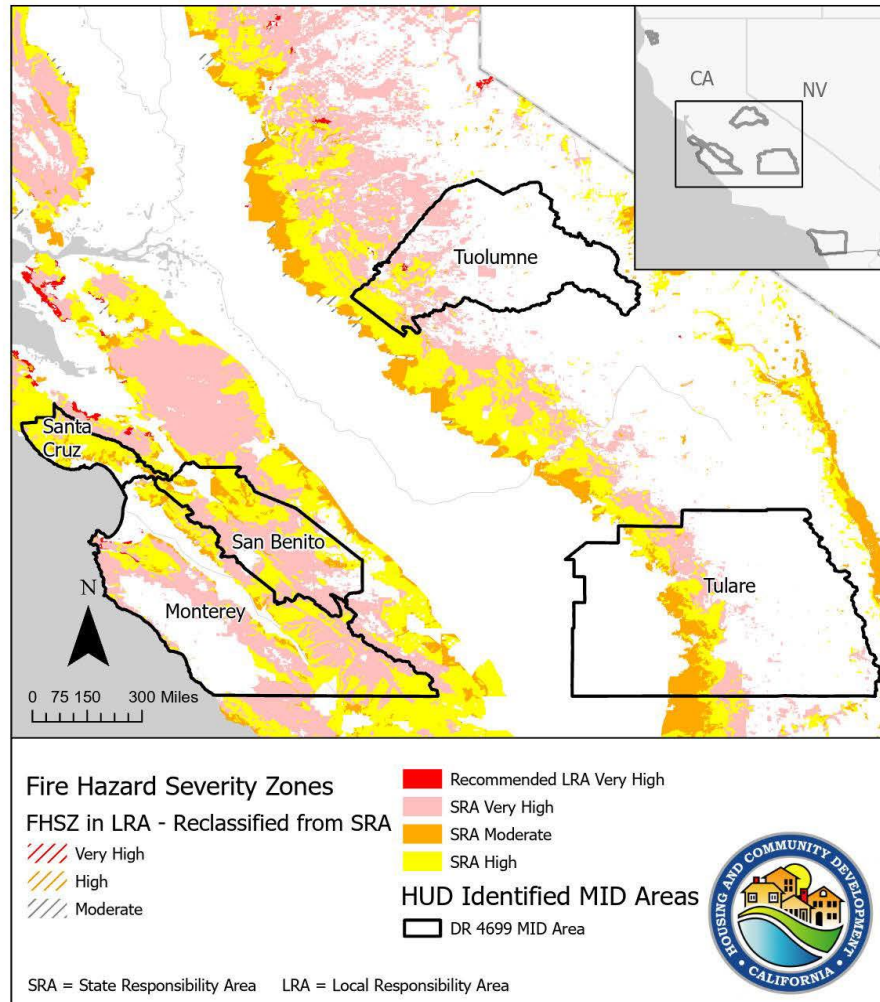 CA
NV
Tuolumne
Santa
Cruz
San Benito
Monterey
Tulare
N
0 75 150 300 Miles
Fire Hazard Severity Zones
FHSZ in LRA - Reclassified from SRA
Very High
High
Moderate
Recommended LRA Very High
SRA Very High
SRA Moderate
SRA High
HUD Identified MID Areas
DR 4699 MID Area
SRA = State Responsibility Area LRA = Local Responsibility Area
HOUSING AND COMMUNITY DEVELOPMENT
CALIFORNIA